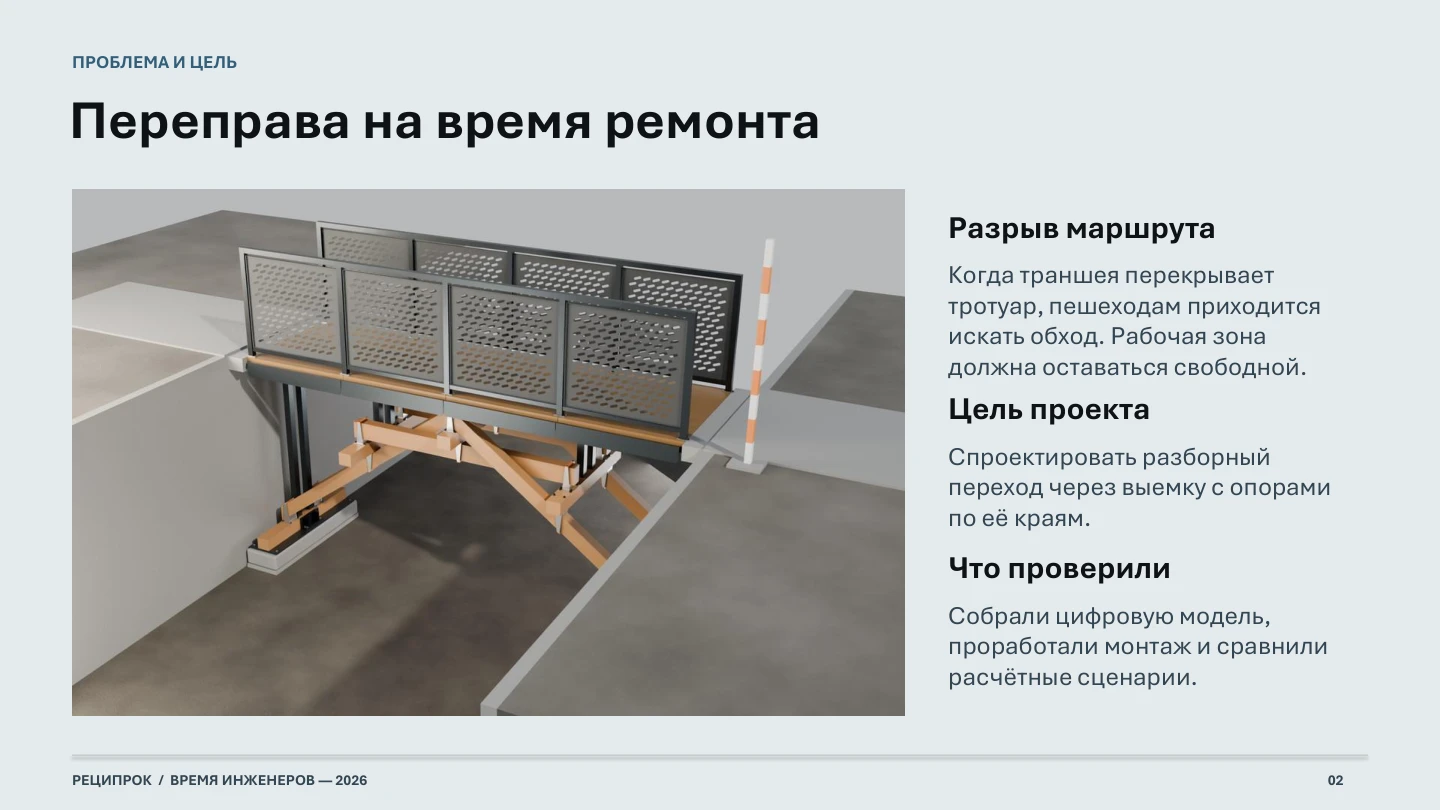 ПРОБЛЕМА И ЦЕЛЬ
Переправа на время ремонта
Разрыв маршрута
Когда траншея перекрывает
тротуар, пешеходам приходится
искать обход. Рабочая зона
должна оставаться свободной.
Цель проекта
Спроектировать разборный
переход через выемку с опорами
по её краям.
Что проверили
Собрали цифровую модель,
проработали монтаж и сравнили
расчётные сценарии.
РЕЦИПРОК / ВРЕМЯ ИНЖЕНЕРОВ — 2026
02